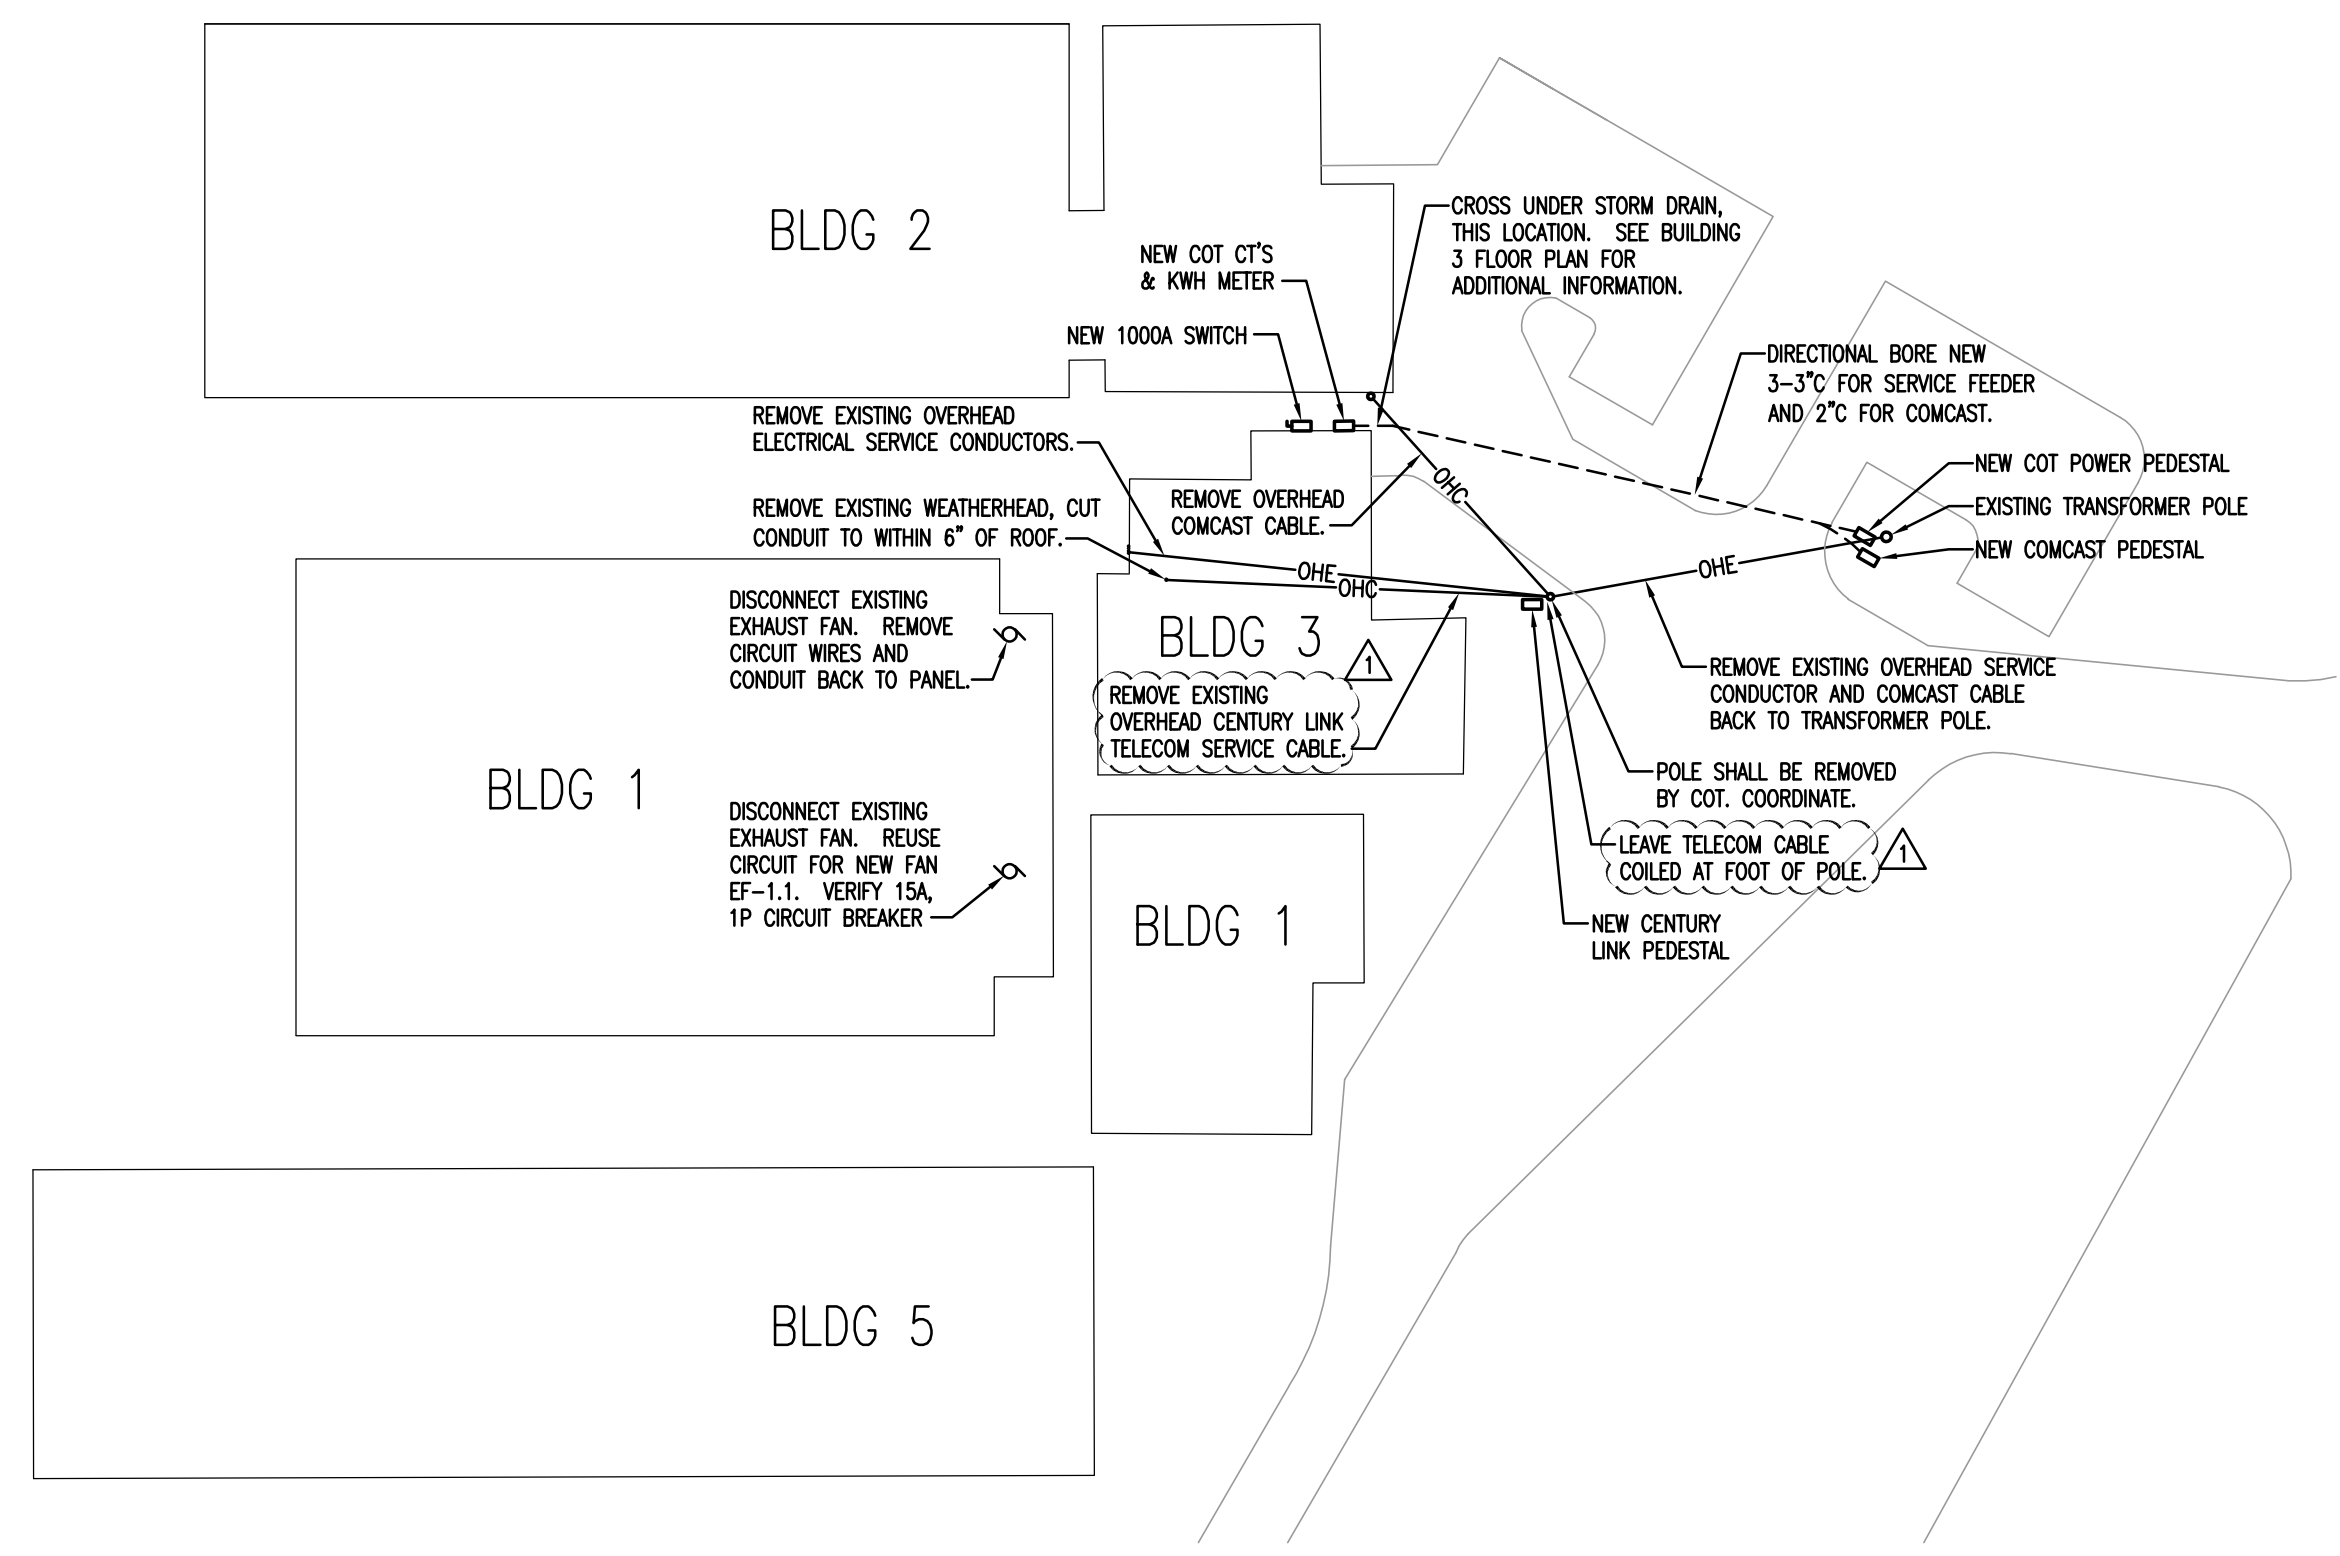 BLDG 2
NEW COT CT'S
& KWH METER
NEW 1000A SWITCH
CROSS UNDER STORM DRAIN,
THIS LOCATION. SEE BUILDING
3 FLOOR PLAN FOR
ADDITIONAL INFORMATION.
DIRECTIONAL BORE NEW
3-3"C FOR SERVICE FEEDER
AND 2"C FOR COMCAST.
REMOVE EXISTING OVERHEAD
ELECTRICAL SERVICE CONDUCTORS.
REMOVE EXISTING WEATHERHEAD, CUT
CONDUIT TO WITHIN 6" OF ROOF.
REMOVE OVERHEAD
COMCAST CABLE.
OHC
NEW COT POWER PEDESTAL
EXISTING TRANSFORMER POLE
NEW COMCAST PEDESTAL
OHE
OHC
OHE
DISCONNECT EXISTING
EXHAUST FAN. REMOVE
CIRCUIT WIRES AND
CONDUIT BACK TO PANEL.
BLDG 3
1
REMOVE EXISTING
OVERHEAD CENTURY LINK
TELECOM SERVICE CABLE.
REMOVE EXISTING OVERHEAD SERVICE
CONDUCTOR AND COMCAST CABLE
BACK TO TRANSFORMER POLE.
BLDG 1
DISCONNECT EXISTING
EXHAUST FAN. REUSE
CIRCUIT FOR NEW FAN
EF-1.1. VERIFY 15A,
1P CIRCUIT BREAKER
POLE SHALL BE REMOVED
BY COT. COORDINATE.
LEAVE TELECOM CABLE
COILED AT FOOT OF POLE.
1
NEW CENTURY
LINK PEDESTAL
BLDG 1
BLDG 5